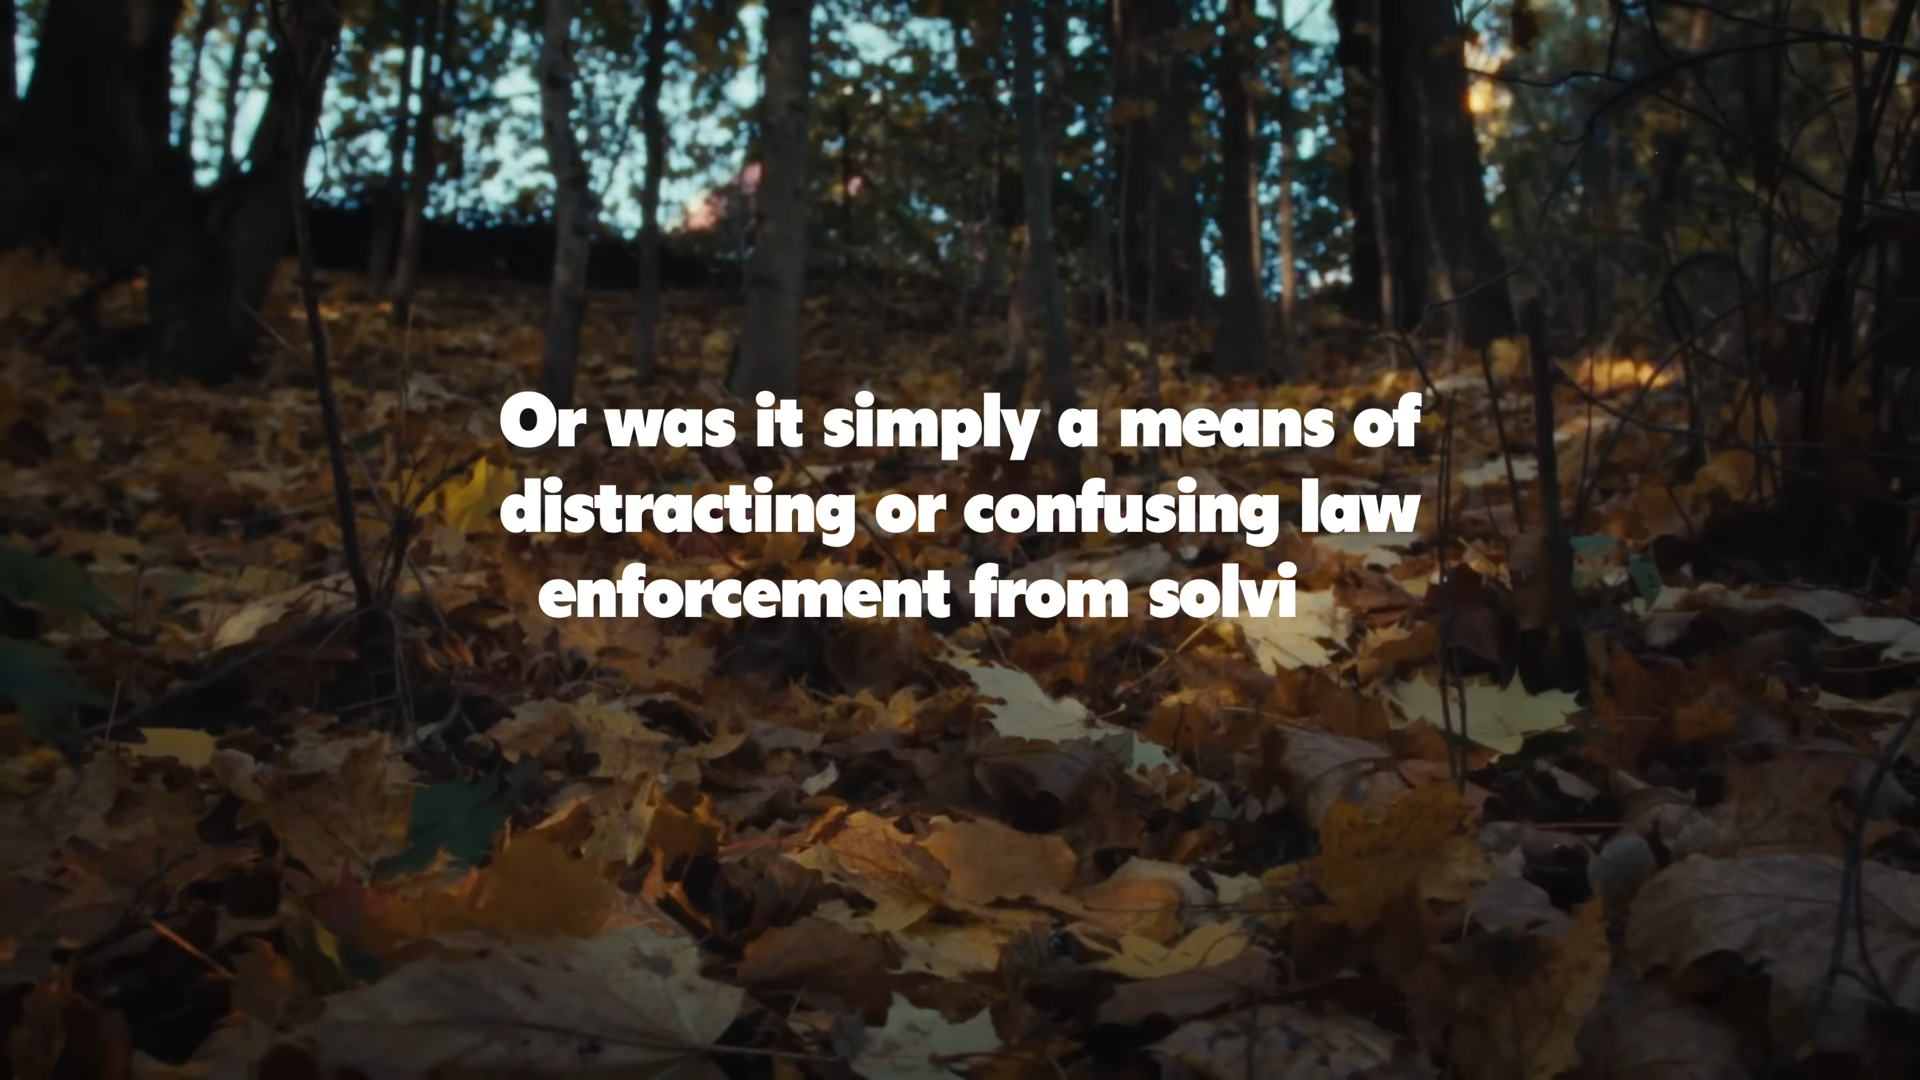 Or was it simply a means of
distracting or confusing law
enforcement from solvi